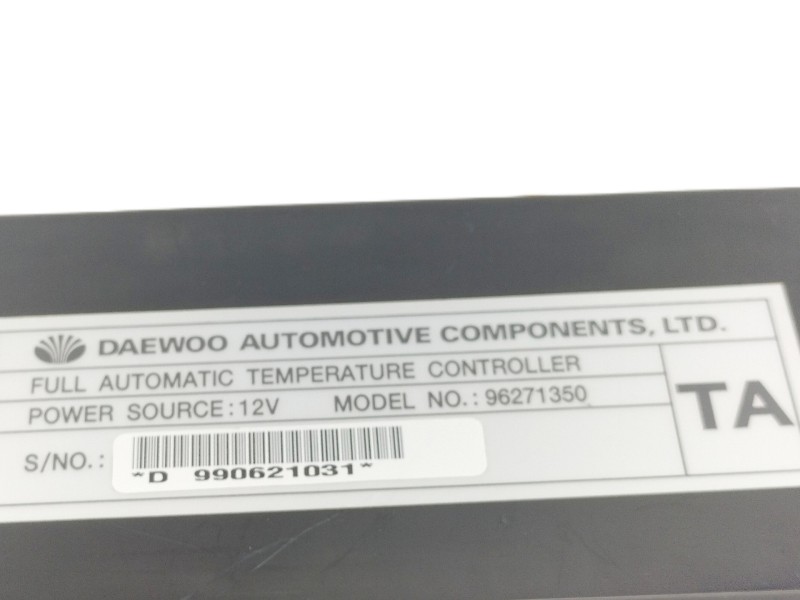 DAEWOO AUTOMOTIVE COMPONENTS, LTD.
FULL AUTOMATIC TEMPERATURE CONTROLLER
POWER SOURCE:12V MODEL NO.:96271350
TA
S/NO.:
*D 990621031*